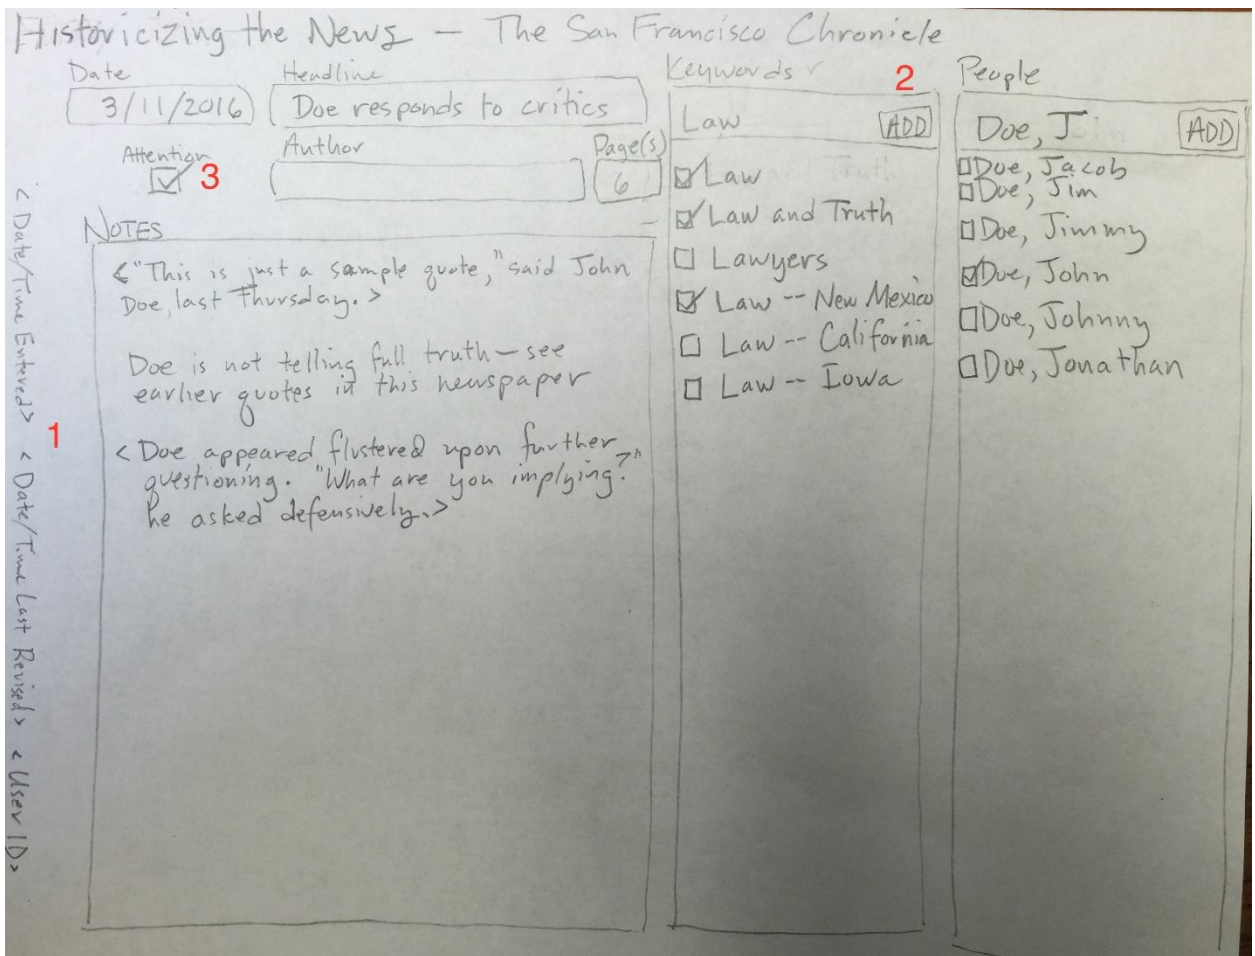 Historicizing the News — The San Francisco Chronicle
Date
3/11/2016
Headline
Doe responds to critics
Attention
3
Author
Page(s)
6
NOTES
<"This is just a sample quote," said John
Doe, last Thursday.>
Doe is not telling full truth — see
earlier quotes in this newspaper
<Doe appeared flustered upon further
questioning. "What are you implying?"
he asked defensively.>
Keywords
2
Law
ADD
Law
Law and Truth
Lawyers
Law -- New Mexico
Law -- California
Law -- Iowa
People
Doe, J
ADD
Doe, Jacob
Doe, Jim
Doe, Jimmy
Doe, John
Doe, Johnny
Doe, Jonathan
1
<Date/Time Entered> <Date/Time Last Revised> <User ID>